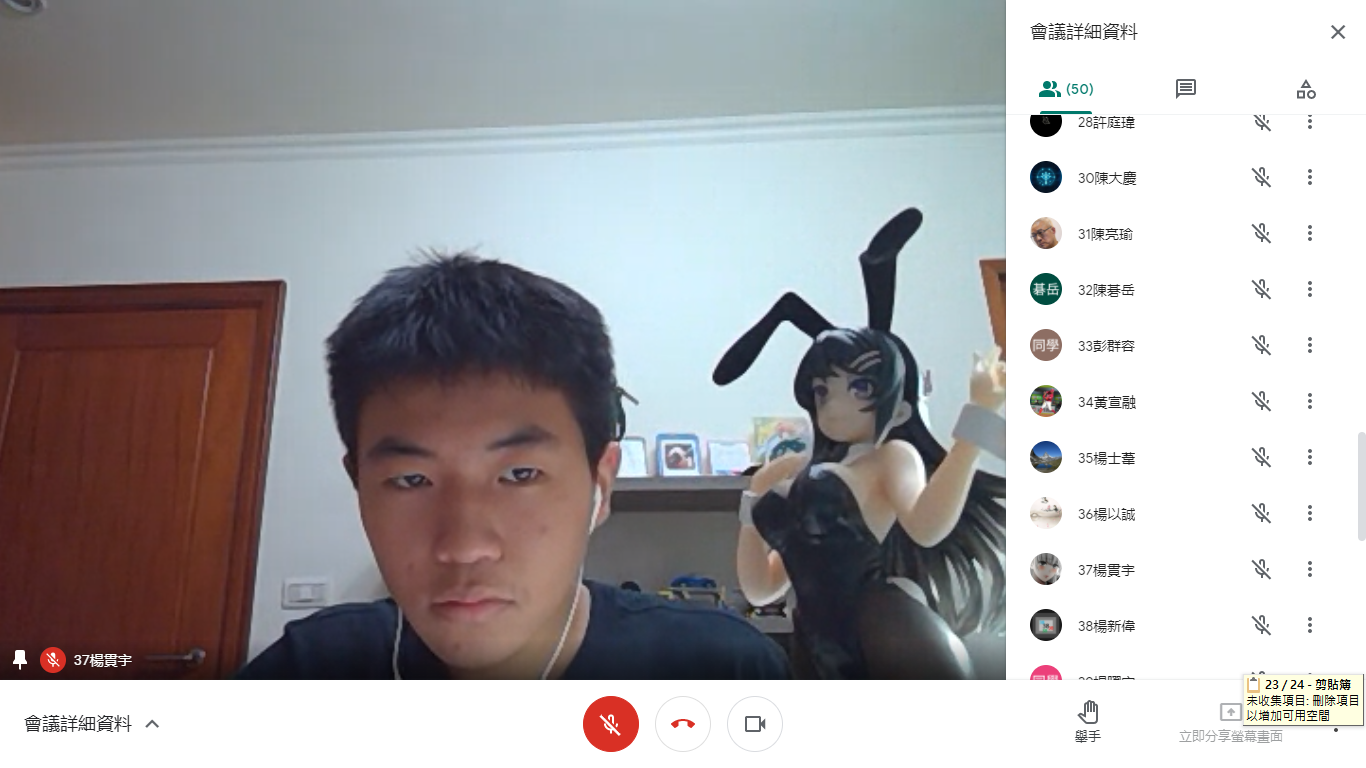 會議詳細資料
(50)
28許庭瑋
30陳大慶
31陳亮瑜
碁岳 32陳碁岳
同學 33彭群容
34黃宣融
35楊士葦
36楊以誠
37楊貫宇
38楊新偉
37楊貫宇
會議詳細資料
舉手
立即分享螢幕畫面
23 / 24 - 剪貼簿
未收集項目: 刪除項目
以增加可用空間